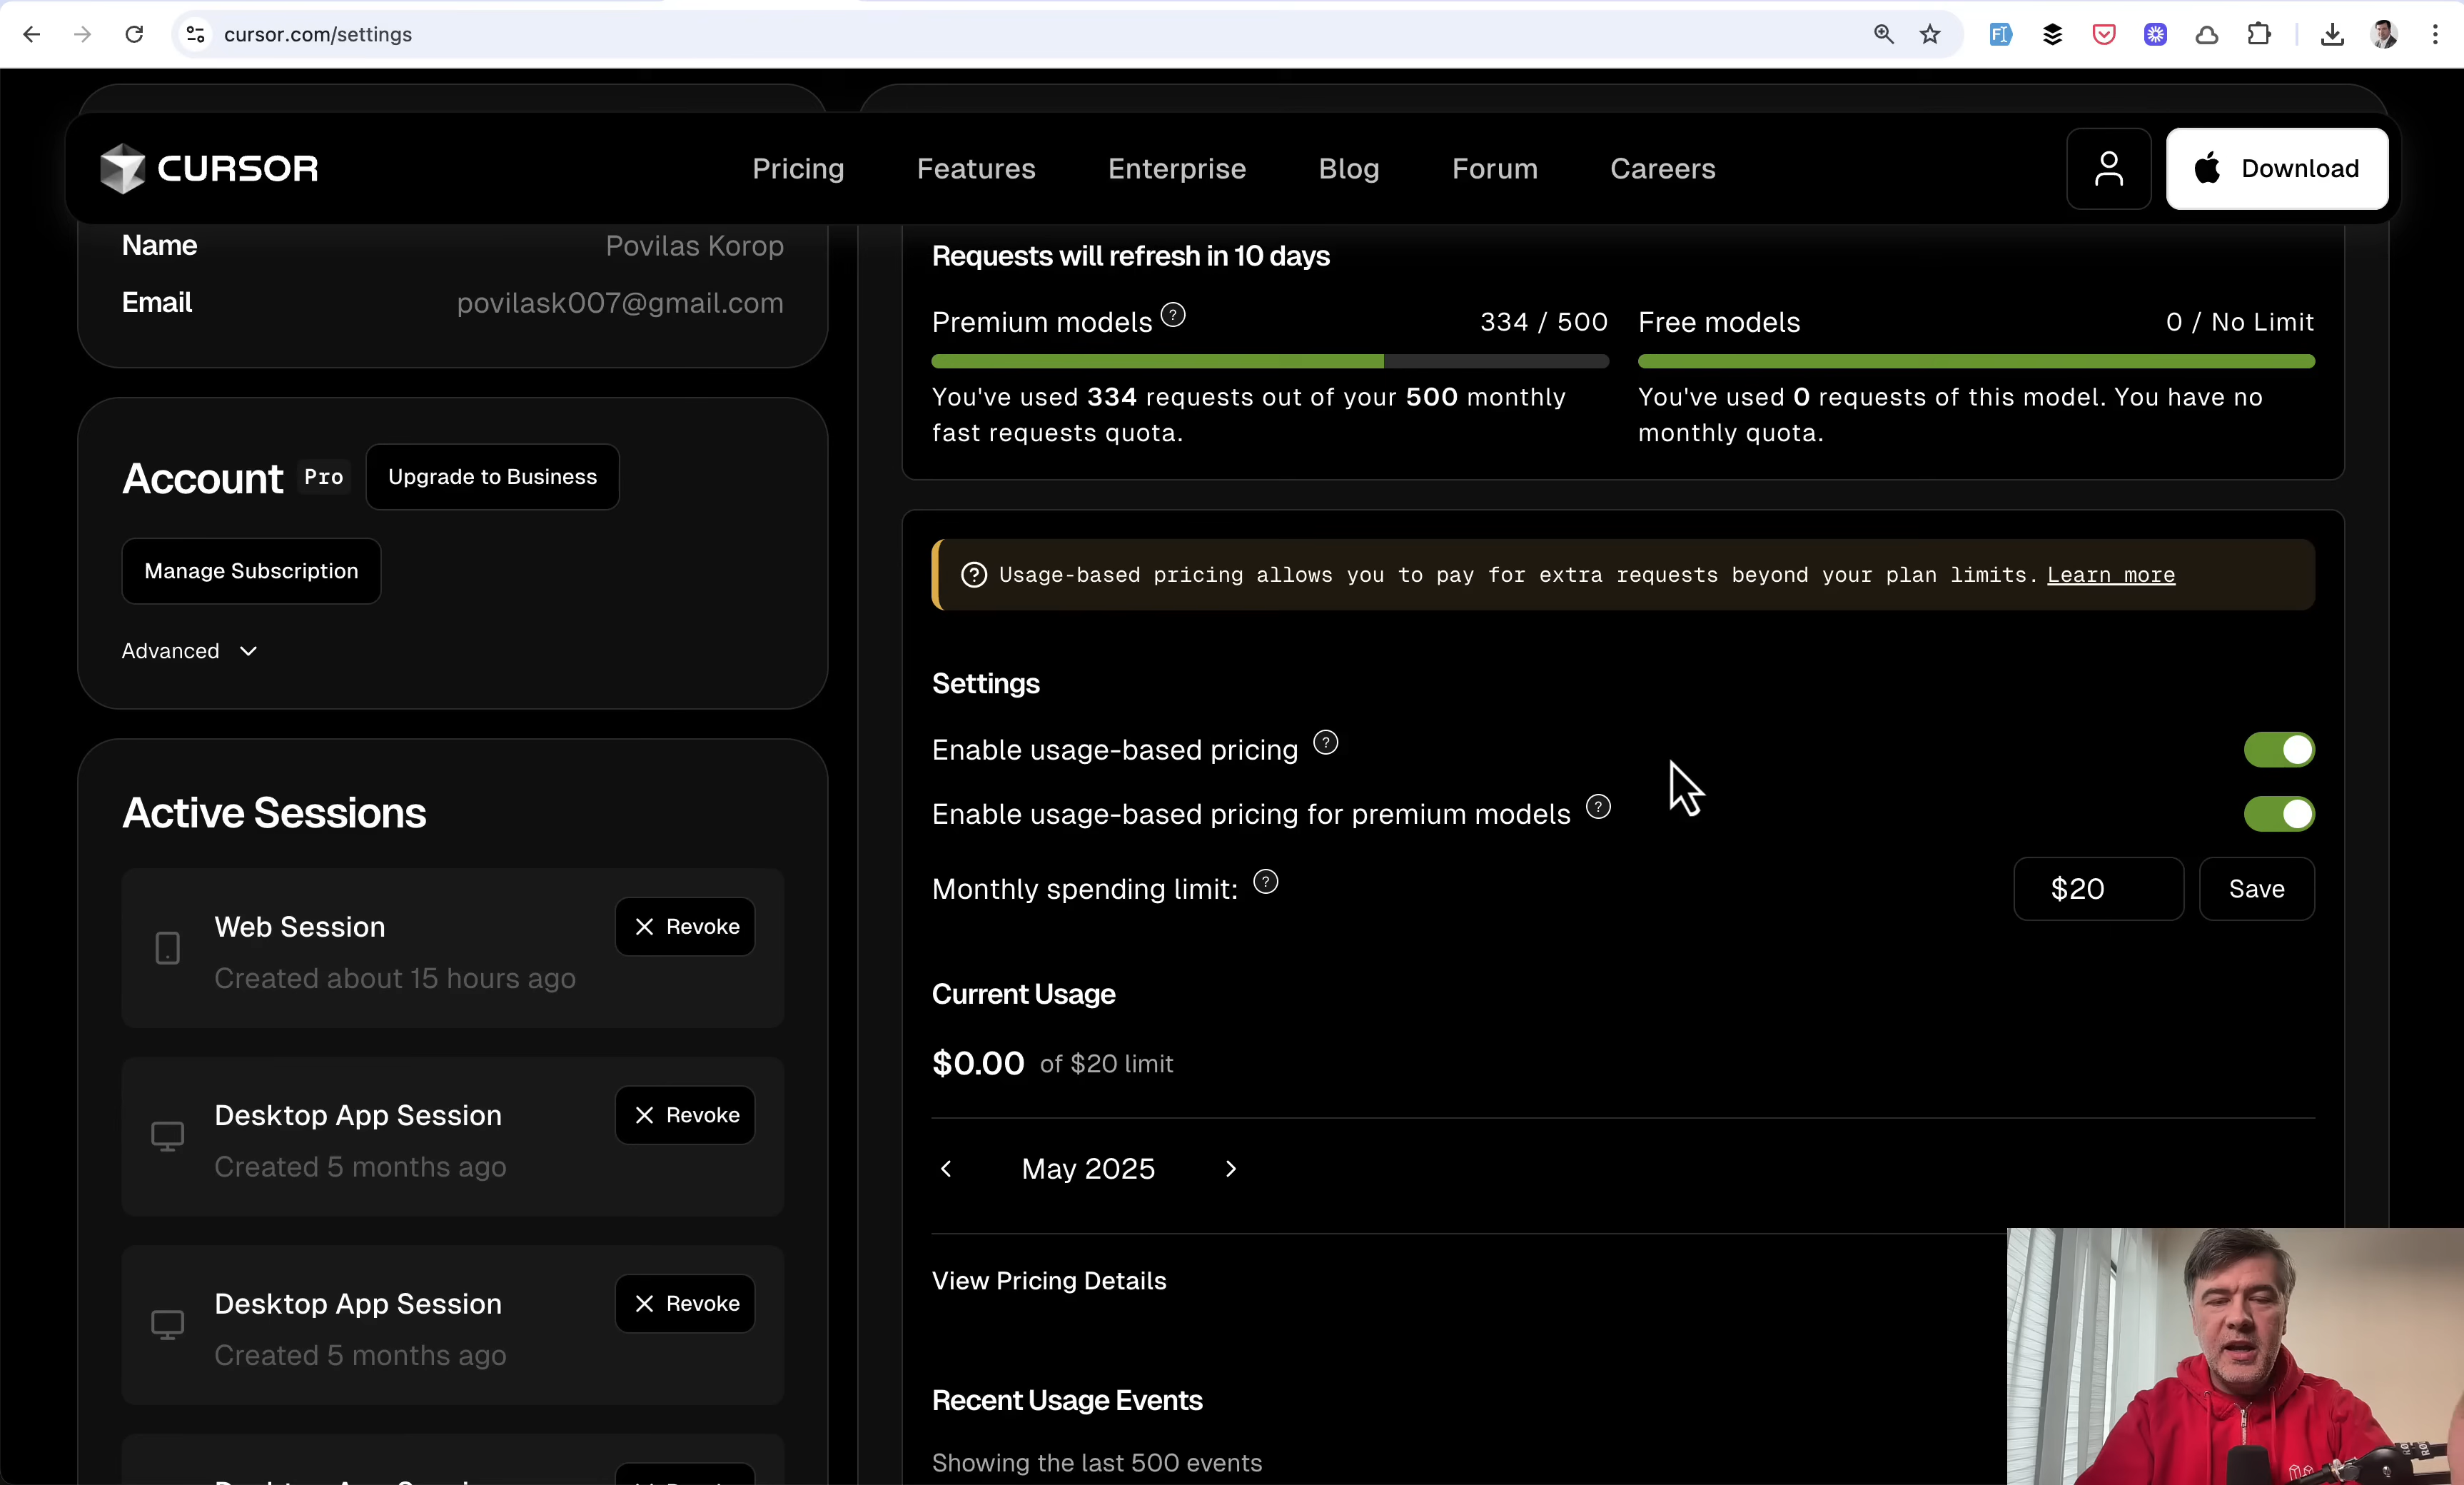 cursor.com/settings
CURSOR
Pricing
Features
Enterprise
Blog
Forum
Careers
Download
Name
Povilas Korop
Email
povilask007@gmail.com
Account
Pro
Upgrade to Business
Manage Subscription
Advanced
Active Sessions
Web Session
Created about 15 hours ago
Revoke
Desktop App Session
Created 5 months ago
Revoke
Desktop App Session
Created 5 months ago
Revoke
Requests will refresh in 10 days
Premium models
334 / 500
You've used 334 requests out of your 500 monthly
fast requests quota.
Free models
0 / No Limit
You've used 0 requests of this model. You have no
monthly quota.
Usage-based pricing allows you to pay for extra requests beyond your plan limits. Learn more
Settings
Enable usage-based pricing
Enable usage-based pricing for premium models
Monthly spending limit:
$20
Save
Current Usage
$0.00 of $20 limit
May 2025
View Pricing Details
Recent Usage Events
Showing the last 500 events